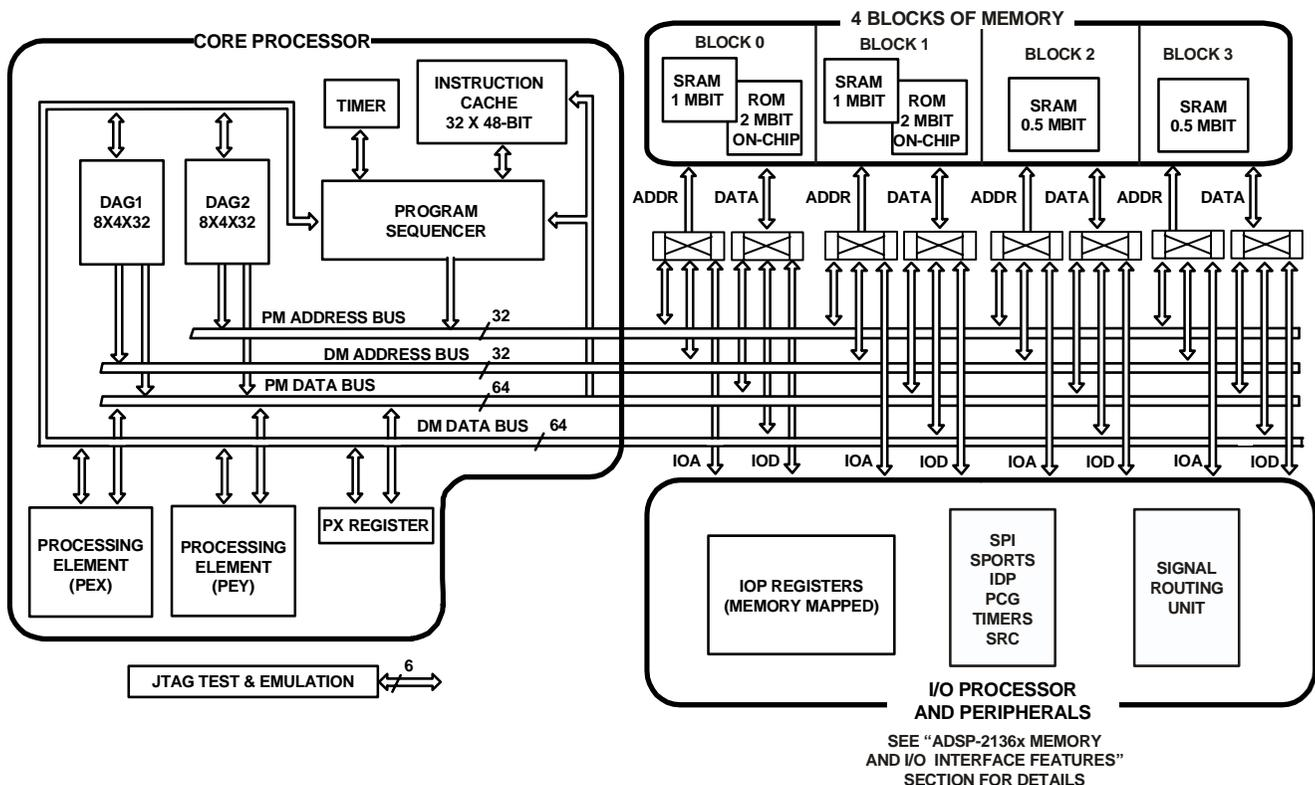 4 BLOCKS OF MEMORY
CORE PROCESSOR
BLOCK 0
BLOCK 1
BLOCK 2
BLOCK 3
TIMER
INSTRUCTION
CACHE
32 X 48-BIT
SRAM
1 MBIT
ROM
2 MBIT
ON-CHIP
SRAM
1 MBIT
ROM
2 MBIT
ON-CHIP
SRAM
0.5 MBIT
SRAM
0.5 MBIT
DAG1
8X4X32
DAG2
8X4X32
PROGRAM
SEQUENCER
ADDR
DATA
ADDR
DATA
ADDR
DATA
ADDR
DATA
PM ADDRESS BUS
32
DM ADDRESS BUS
32
PM DATA BUS
64
DM DATA BUS
64
IOA
IOD
IOA
IOD
IOA
IOD
IOA
IOD
PROCESSING
ELEMENT
(PEX)
PROCESSING
ELEMENT
(PEY)
PX REGISTER
IOP REGISTERS
(MEMORY MAPPED)
SPI
SPORTS
IDP
PCG
TIMERS
SRC
SIGNAL
ROUTING
UNIT
JTAG TEST & EMULATION
6
I/O PROCESSOR
AND PERIPHERALS
SEE “ADSP-2136x MEMORY
AND I/O INTERFACE FEATURES”
SECTION FOR DETAILS